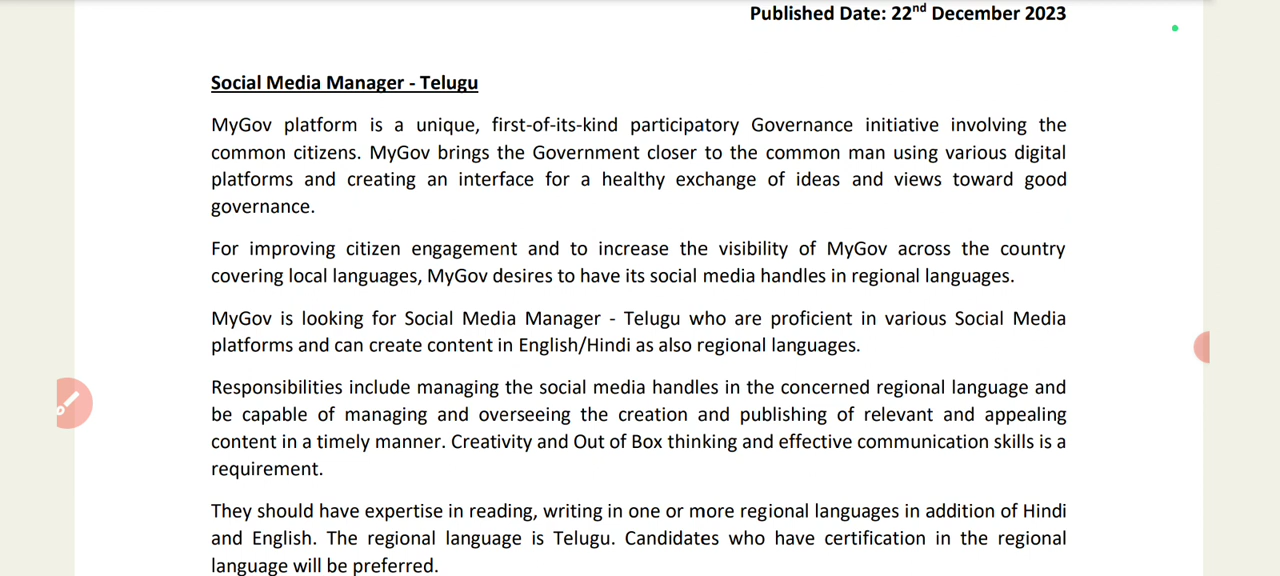 Published Date: 22nd December 2023
Social Media Manager - Telugu
MyGov platform is a unique, first-of-its-kind participatory Governance initiative involving the
common citizens. MyGov brings the Government closer to the common man using various digital
platforms and creating an interface for a healthy exchange of ideas and views toward good
governance.
For improving citizen engagement and to increase the visibility of MyGov across the country
covering local languages, MyGov desires to have its social media handles in regional languages.
MyGov is looking for Social Media Manager - Telugu who are proficient in various Social Media
platforms and can create content in English/Hindi as also regional languages.
Responsibilities include managing the social media handles in the concerned regional language and
be capable of managing and overseeing the creation and publishing of relevant and appealing
content in a timely manner. Creativity and Out of Box thinking and effective communication skills is a
requirement.
They should have expertise in reading, writing in one or more regional languages in addition of Hindi
and English. The regional language is Telugu. Candidates who have certification in the regional
language will be preferred.